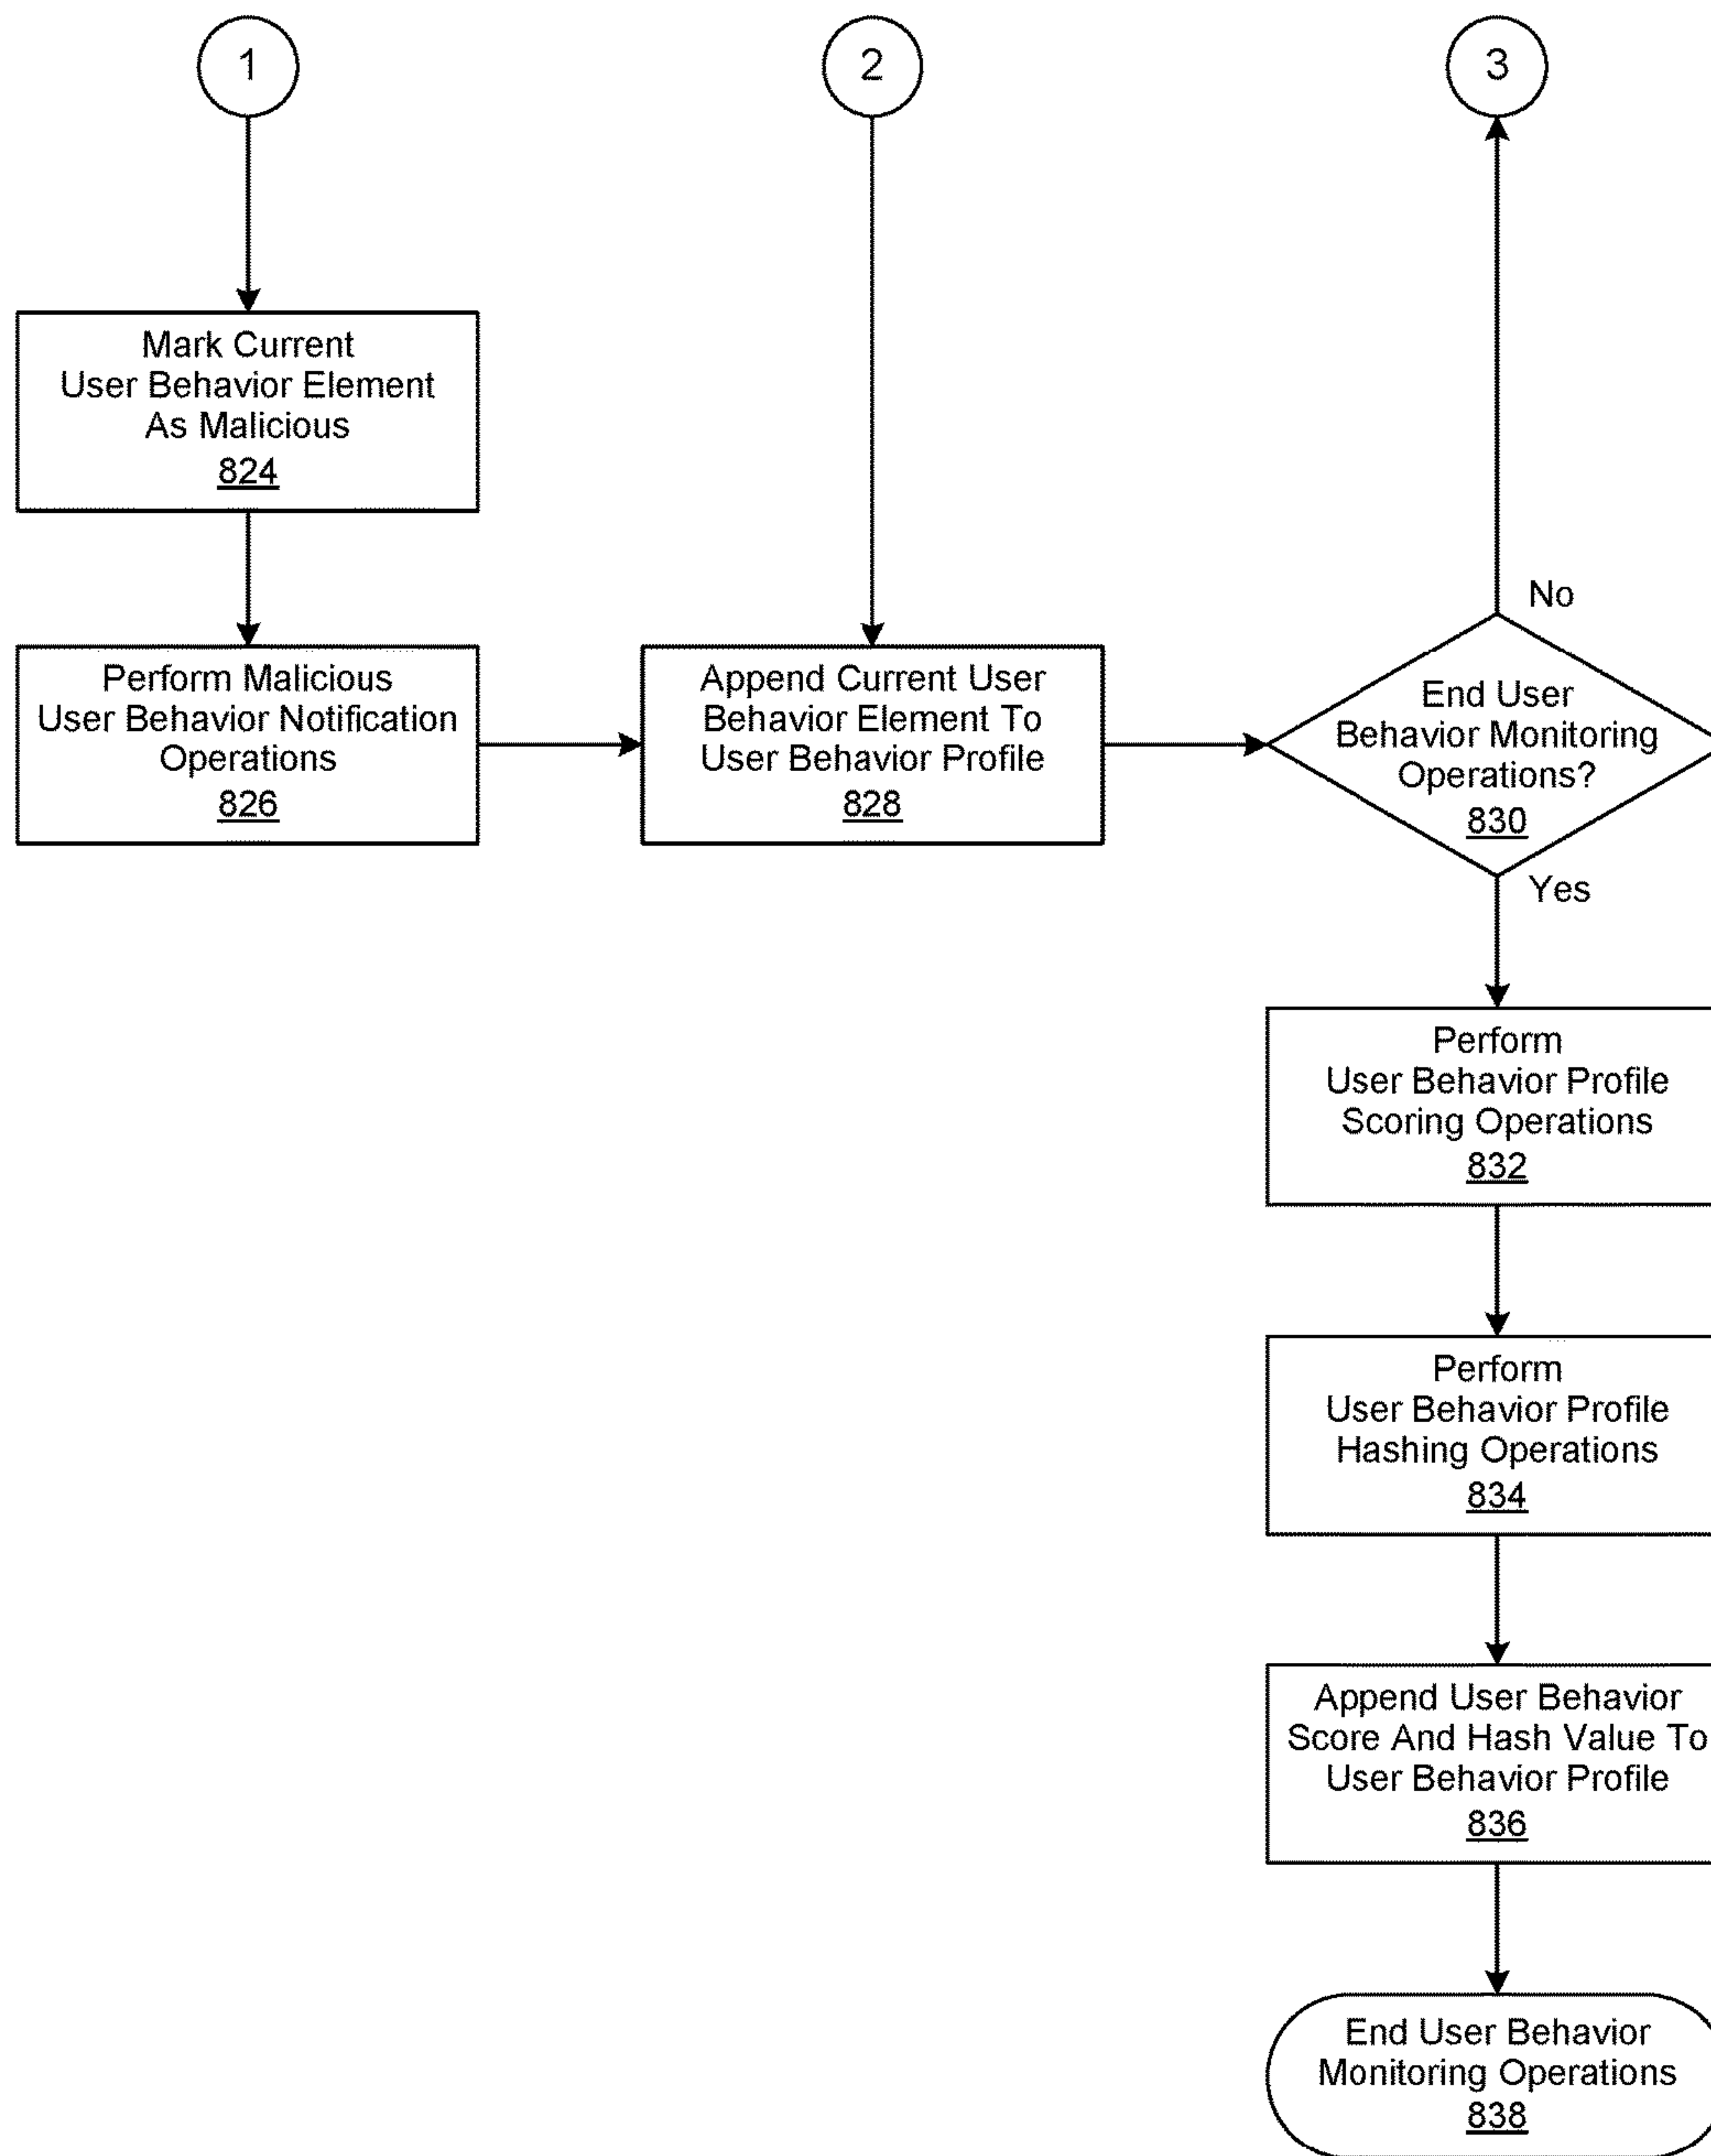 1
2
3
Mark Current
User Behavior Element
As Malicious
824
Perform Malicious
User Behavior Notification
Operations
826
Append Current User
Behavior Element To
User Behavior Profile
828
No
End User
Behavior Monitoring
Operations?
830
Yes
Perform
User Behavior Profile
Scoring Operations
832
Perform
User Behavior Profile
Hashing Operations
834
Append User Behavior
Score And Hash Value To
User Behavior Profile
836
End User Behavior
Monitoring Operations
838